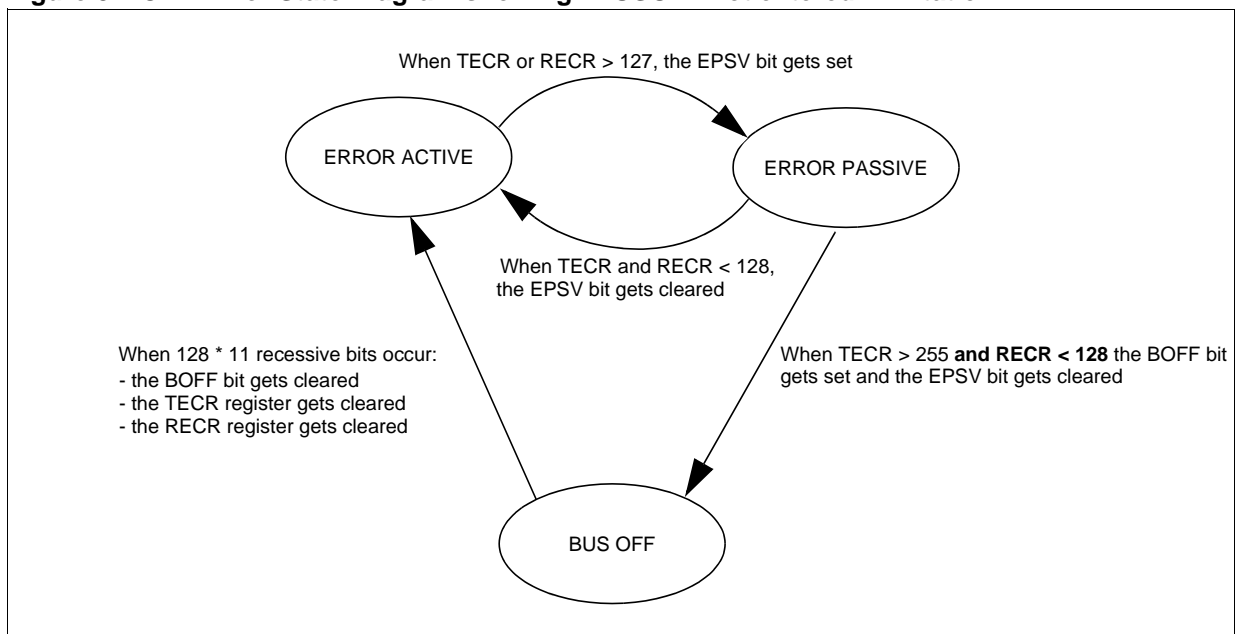 When TECR or RECR > 127, the EPSV bit gets set
ERROR ACTIVE
ERROR PASSIVE
When TECR and RECR < 128,
the EPSV bit gets cleared
When 128 * 11 recessive bits occur:
- the BOFF bit gets cleared
- the TECR register gets cleared
- the RECR register gets cleared
When TECR > 255 and RECR < 128 the BOFF bit
gets set and the EPSV bit gets cleared
BUS OFF